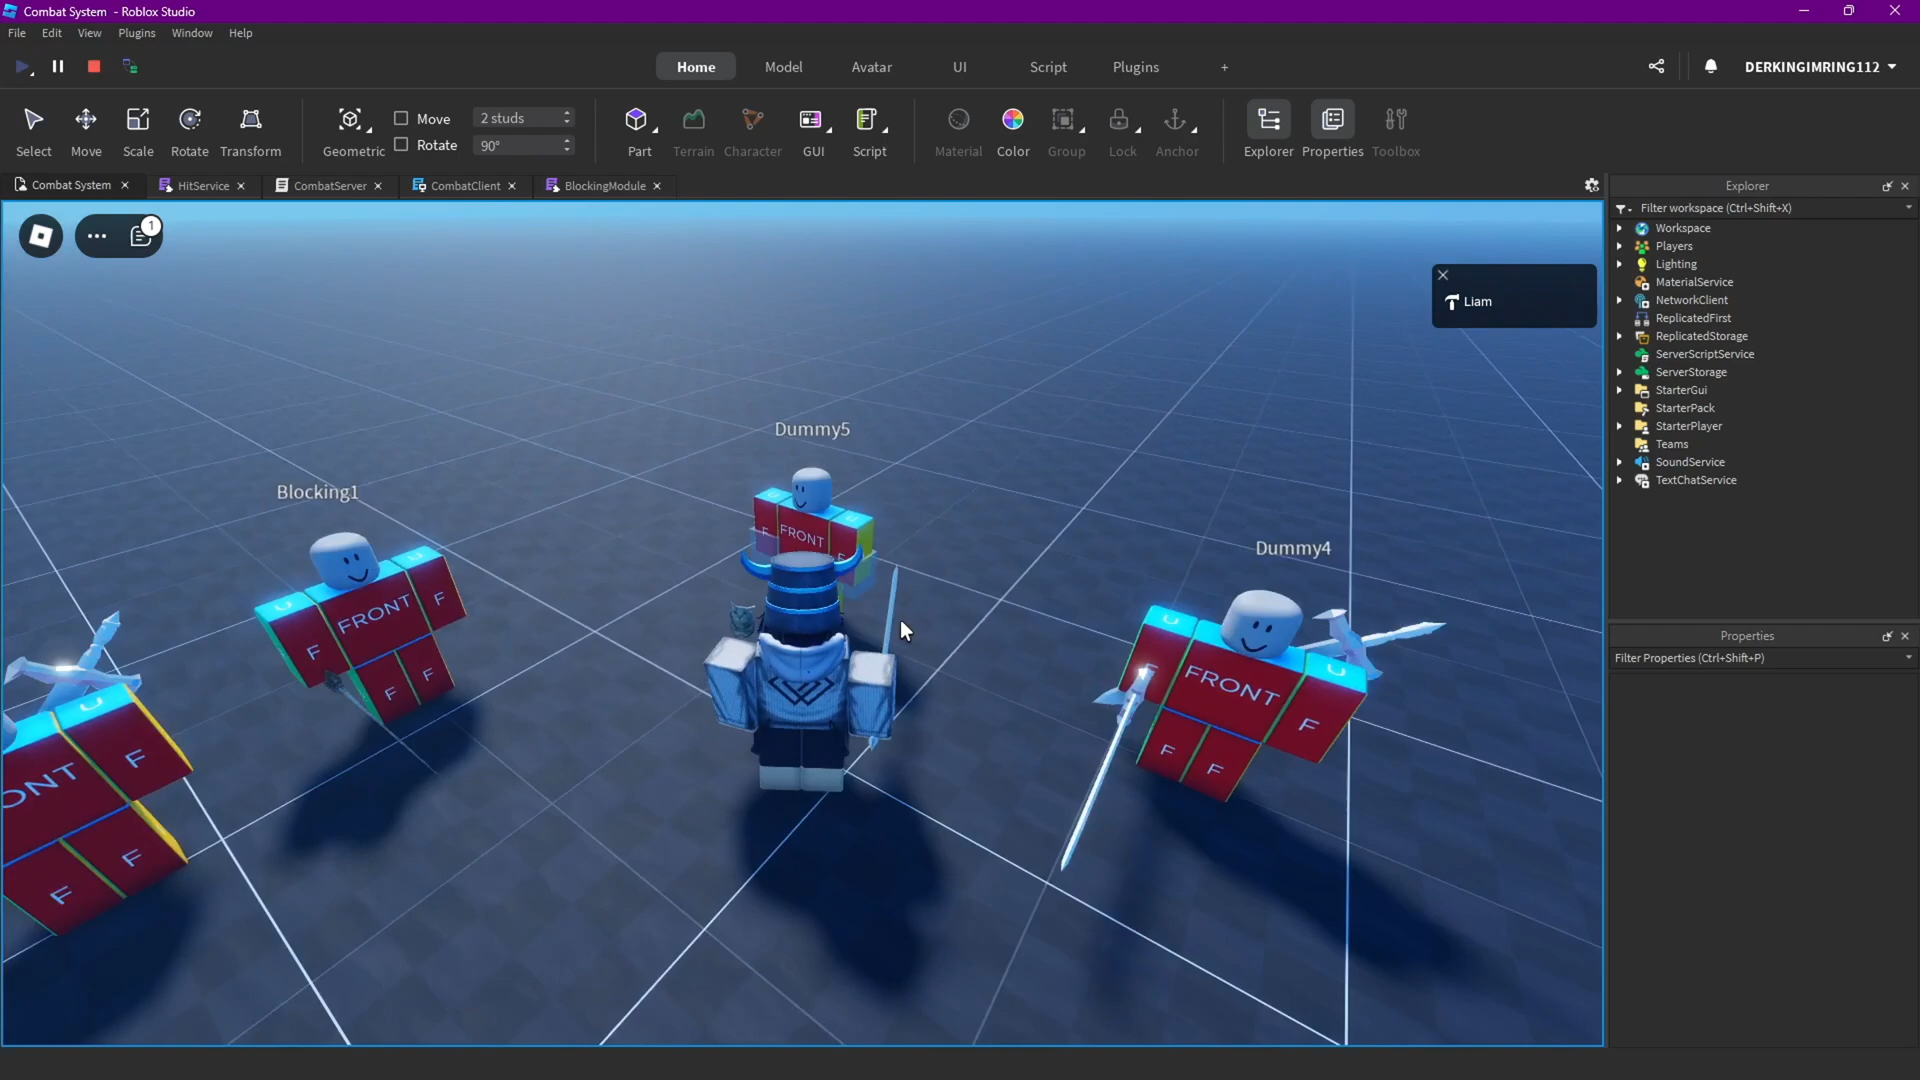 Combat System - Roblox Studio
File Edit View Plugins Window Help
Home Model Avatar UI Script Plugins +
DERKINGIMRING112
Select Move Scale Rotate Transform Geometric
Move 2 studs
Rotate 90°
Part Terrain Character GUI Script Material Color Group Lock Anchor Explorer Properties Toolbox
Combat System HitService CombatServer CombatClient BlockingModule
1
Liam
Dummy5
Blocking1
Dummy4
U U
F FRONT F
U U
F FRONT F
F F
U U
F FRONT F
F F
U
ONT F
F F
Explorer
Filter workspace (Ctrl+Shift+X)
Workspace
Players
Lighting
MaterialService
NetworkClient
ReplicatedFirst
ReplicatedStorage
ServerScriptService
ServerStorage
StarterGui
StarterPack
StarterPlayer
Teams
SoundService
TextChatService
Properties
Filter Properties (Ctrl+Shift+P)